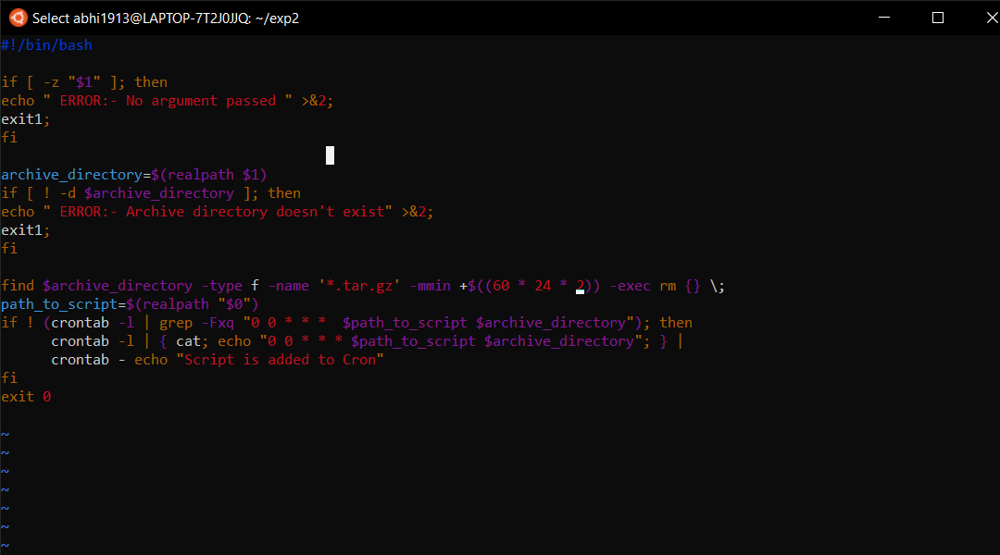 Select abhi1913@LAPTOP-7T2J0JJQ: ~/exp2
#!/bin/bash
if [ -z "$1" ]; then
echo " ERROR:- No argument passed " >&2;
exit1;
fi
archive_directory=$(realpath $1)
if [ ! -d $archive_directory ]; then
echo " ERROR:- Archive directory doesn't exist" >&2;
exit1;
fi
find $archive_directory -type f -name '*.tar.gz' -mmin +$((60 * 24 * 2)) -exec rm {} \;
path_to_script=$(realpath "$0")
if ! (crontab -l | grep -Fxq "0 0 * * *  $path_to_script $archive_directory"); then
      crontab -l | { cat; echo "0 0 * * * $path_to_script $archive_directory"; } |
      crontab - echo "Script is added to Cron"
fi
exit 0
~
~
~
~
~
~
~